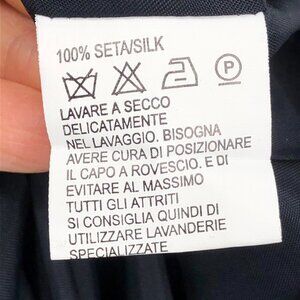 100% SETA/SILK
P
LAVARE A SECCO
DELICATAMENTE
NEL LAVAGGIO. BISOGNA
AVERE CURA DI POSIZIONARE
IL CAPO A ROVESCIO. E DI
EVITARE AL MASSIMO
TUTTI GLI ATTRITI
SI CONSIGLIA QUINDI DI
UTILIZZARE LAVANDERIE
SPECIALIZZATE